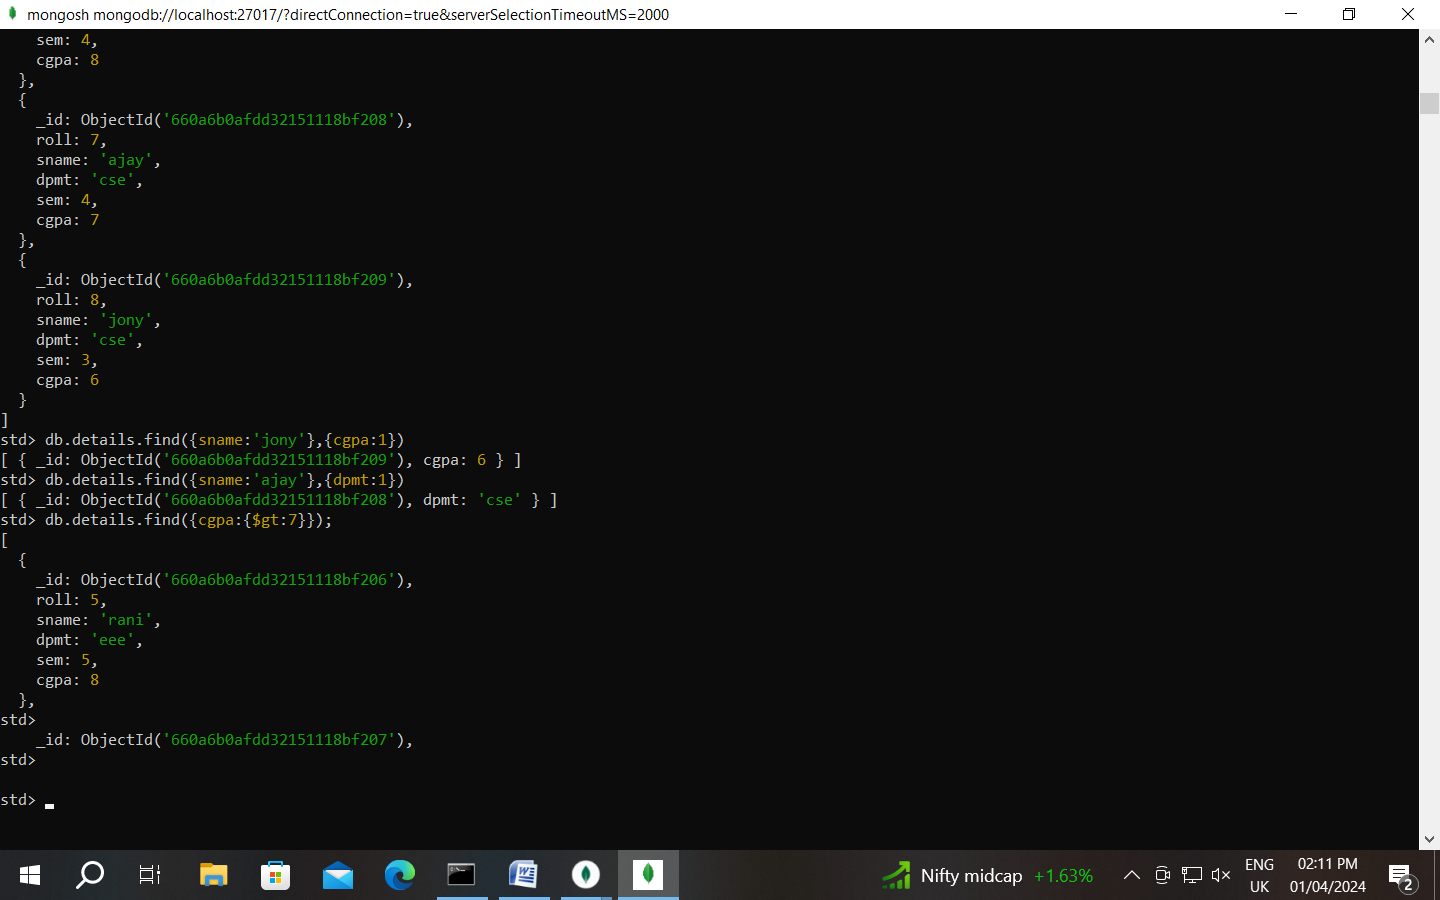 mongosh mongodb://localhost:27017/?directConnection=true&serverSelectionTimeoutMS=2000
    sem: 4,
    cgpa: 8
  },
  {
    _id: ObjectId('660a6b0afdd32151118bf208'),
    roll: 7,
    sname: 'ajay',
    dpmt: 'cse',
    sem: 4,
    cgpa: 7
  },
  {
    _id: ObjectId('660a6b0afdd32151118bf209'),
    roll: 8,
    sname: 'jony',
    dpmt: 'cse',
    sem: 3,
    cgpa: 6
  }
]
std> db.details.find({sname:'jony'},{cgpa:1})
[ { _id: ObjectId('660a6b0afdd32151118bf209'), cgpa: 6 } ]
std> db.details.find({sname:'ajay'},{dpmt:1})
[ { _id: ObjectId('660a6b0afdd32151118bf208'), dpmt: 'cse' } ]
std> db.details.find({cgpa:{$gt:7}});
[
  {
    _id: ObjectId('660a6b0afdd32151118bf206'),
    roll: 5,
    sname: 'rani',
    dpmt: 'eee',
    sem: 5,
    cgpa: 8
  },
std>
    _id: ObjectId('660a6b0afdd32151118bf207'),
std>
std>
Nifty midcap +1.63%
ENG
UK
02:11 PM
01/04/2024
2